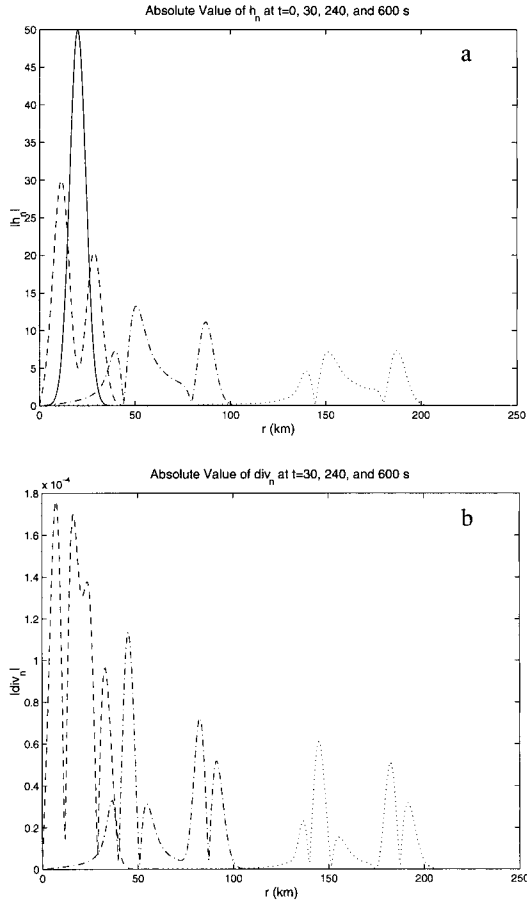 Absolute Value of h_n at t=0, 30, 240, and 600 s
a
50
45
40
35
30
25
20
15
10
5
0
|h_n|
0 50 100 150 200 250
r (km)
Absolute Value of div_n at t=30, 240, and 600 s
x 10^-4
b
1.8
1.6
1.4
1.2
1
0.8
0.6
0.4
0.2
0
|div_n|
0 50 100 150 200 250
r (km)